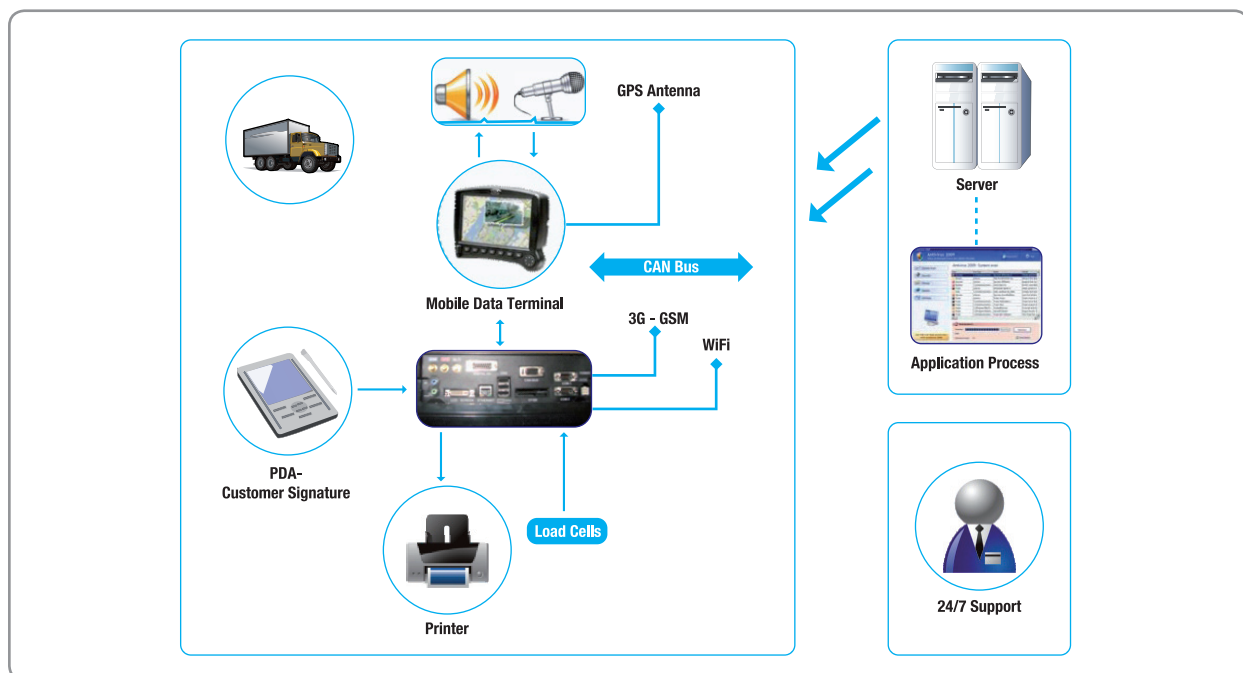 GPS Antenna
Server
CAN Bus
Mobile Data Terminal
3G - GSM
WiFi
Application Process
PDA-
Customer Signature
Load Cells
Printer
24/7 Support